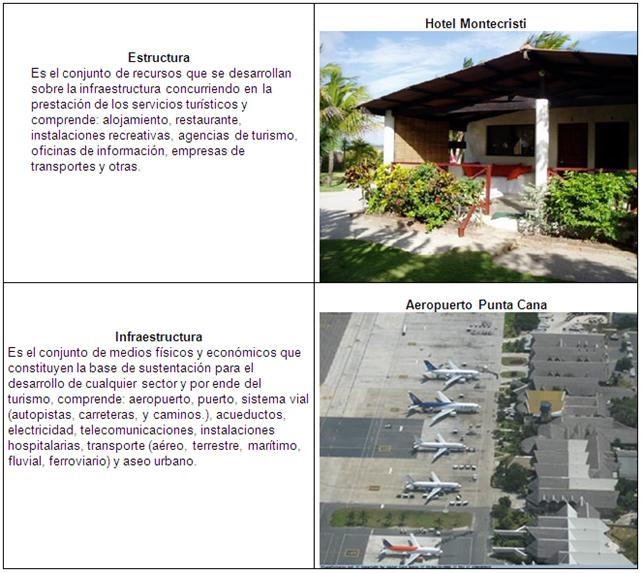 Estructura
Es el conjunto de recursos que se desarrollan
sobre la infraestructura concurriendo en la
prestación de los servicios turísticos y
comprende: alojamiento, restaurante,
instalaciones recreativas, agencias de turismo,
oficinas de información, empresas de
transportes y otras.
Hotel Montecristi
Infraestructura
Es el conjunto de medios físicos y económicos que
constituyen la base de sustentación para el
desarrollo de cualquier sector y por ende del
turismo, comprende: aeropuerto, puerto, sistema vial
(autopistas, carreteras, y caminos.), acueductos,
electricidad, telecomunicaciones, instalaciones
hospitalarias, transporte (aéreo, terrestre, marítimo,
fluvial, ferroviario) y aseo urbano.
Aeropuerto Punta Cana